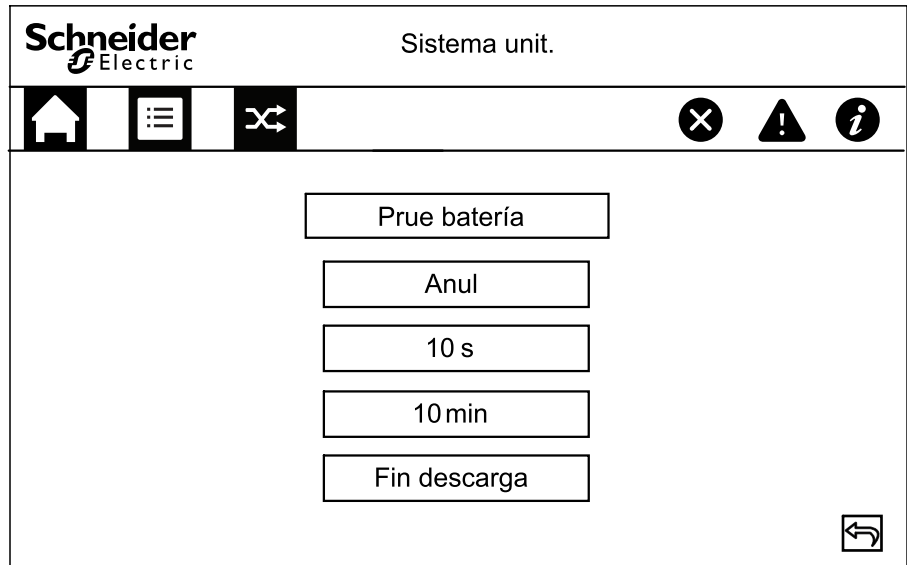 Schneider
Electric
Sistema unit.
Prue batería
Anul
10 s
10 min
Fin descarga